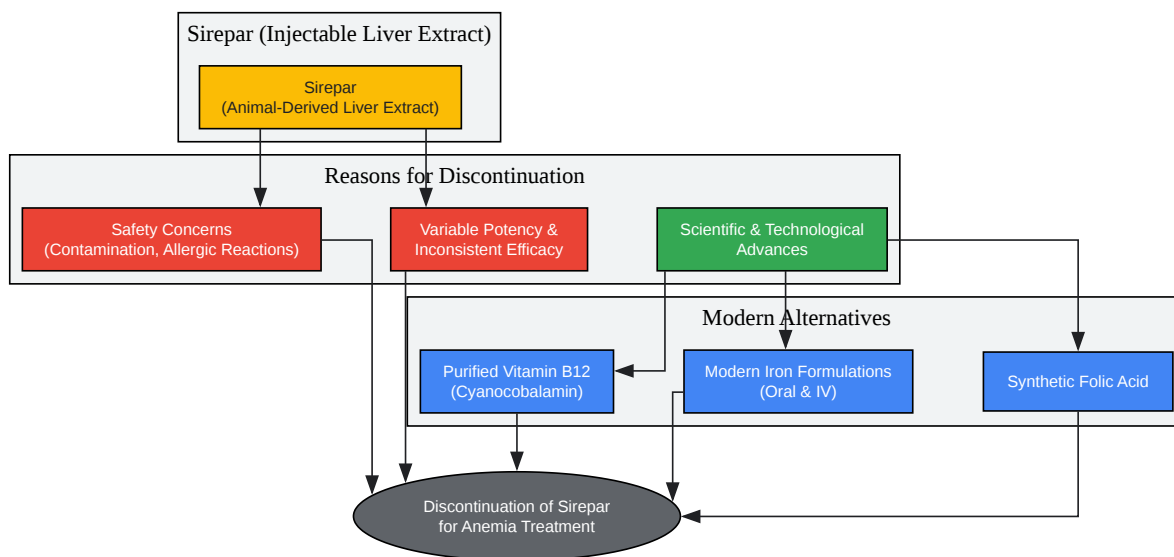 Sirepar (Injectable Liver Extract)
Sirepar
(Animal-Derived Liver Extract)
Reasons for Discontinuation
Safety Concerns
(Contamination, Allergic Reactions)
Variable Potency &
Inconsistent Efficacy
Scientific & Technological
Advances
Modern Alternatives
Purified Vitamin B12
(Cyanocobalamin)
Modern Iron Formulations
(Oral & IV)
Synthetic Folic Acid
Discontinuation of Sirepar
for Anemia Treatment